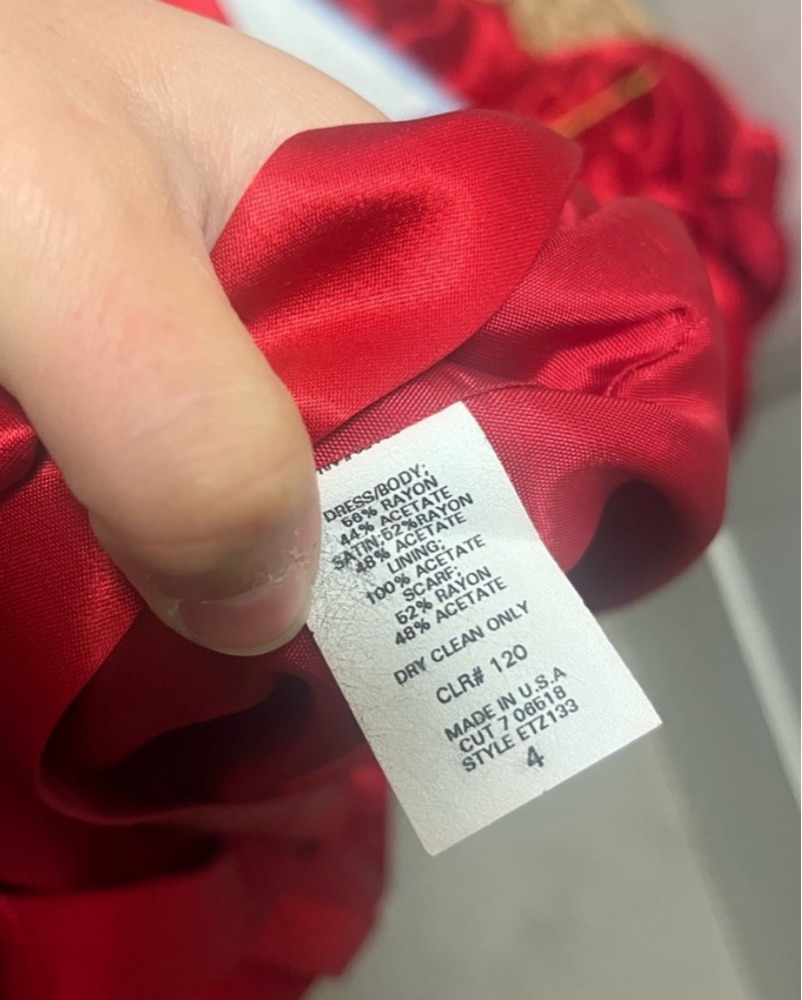 DRESS/BODY:
56% RAYON
44% ACETATE
SATIN:52%RAYON
48% ACETATE
LINING:
100% ACETATE
SCARF:
52% RAYON
48% ACETATE
DRY CLEAN ONLY
CLR# 120
MADE IN U.S.A
CUT 7 06618
STYLE ETZ133
4